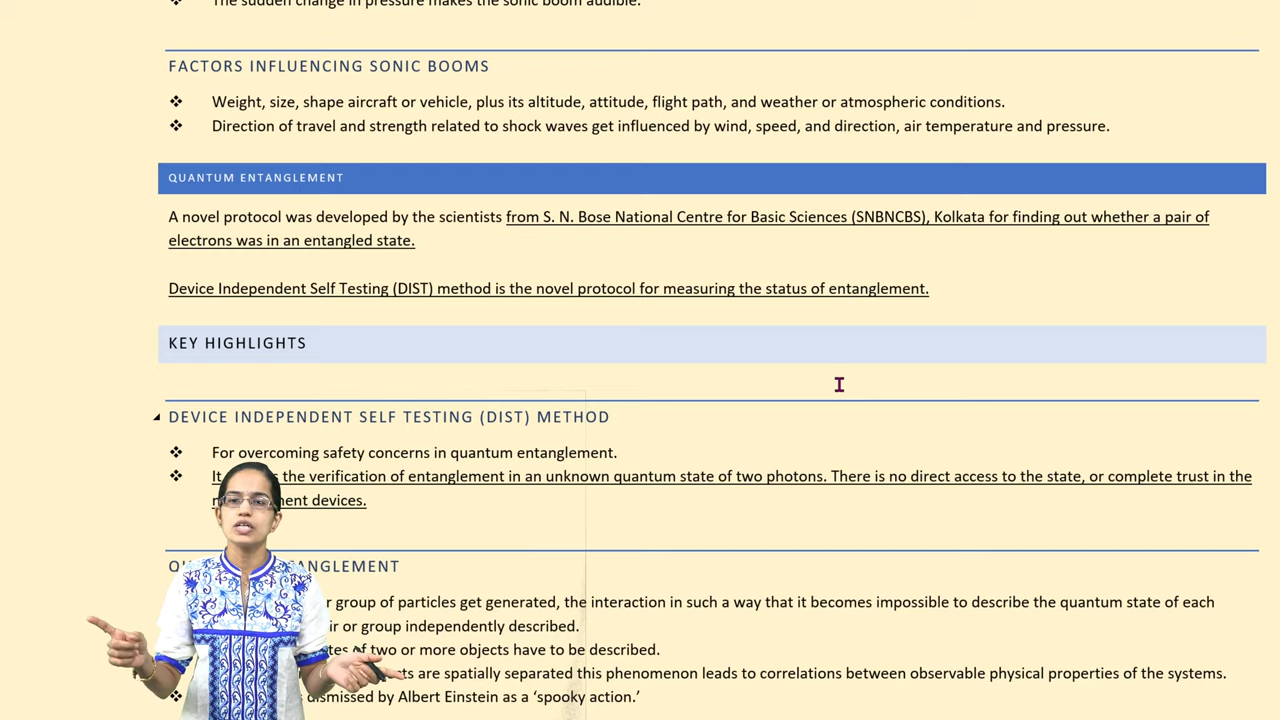 The sudden change in pressure makes the sonic boom audible.
FACTORS INFLUENCING SONIC BOOMS
❖ Weight, size, shape aircraft or vehicle, plus its altitude, attitude, flight path, and weather or atmospheric conditions.
❖ Direction of travel and strength related to shock waves get influenced by wind, speed, and direction, air temperature and pressure.
QUANTUM ENTANGLEMENT
A novel protocol was developed by the scientists from S. N. Bose National Centre for Basic Sciences (SNBNCBS), Kolkata for finding out whether a pair of
electrons was in an entangled state.
Device Independent Self Testing (DIST) method is the novel protocol for measuring the status of entanglement.
KEY HIGHLIGHTS
DEVICE INDEPENDENT SELF TESTING (DIST) METHOD
❖ For overcoming safety concerns in quantum entanglement.
❖ It the verification of entanglement in an unknown quantum state of two photons. There is no direct access to the state, or complete trust in the
devices.
group of particles get generated, the interaction in such a way that it becomes impossible to describe the quantum state of each
or group independently described.
of two or more objects have to be described.
are spatially separated this phenomenon leads to correlations between observable physical properties of the systems.
❖ dismissed by Albert Einstein as a ‘spooky action.’